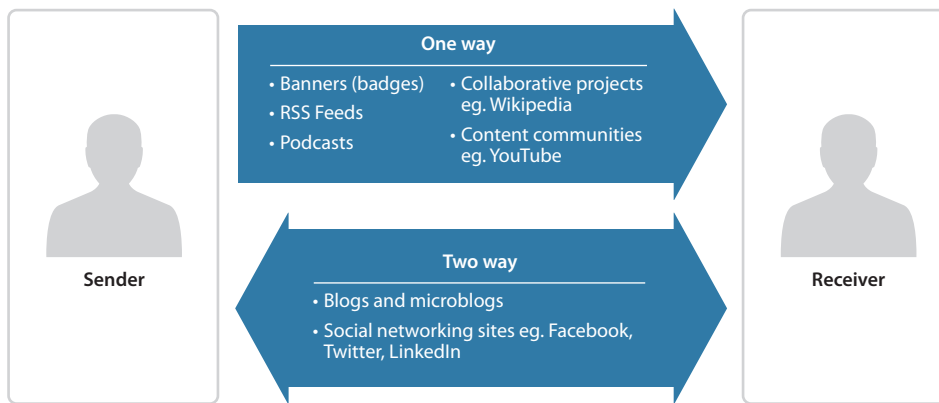 One way
• Banners (badges)
• RSS Feeds
• Podcasts
• Collaborative projects
eg. Wikipedia
• Content communities
eg. YouTube
Sender
Receiver
Two way
• Blogs and microblogs
• Social networking sites eg. Facebook,
Twitter, LinkedIn